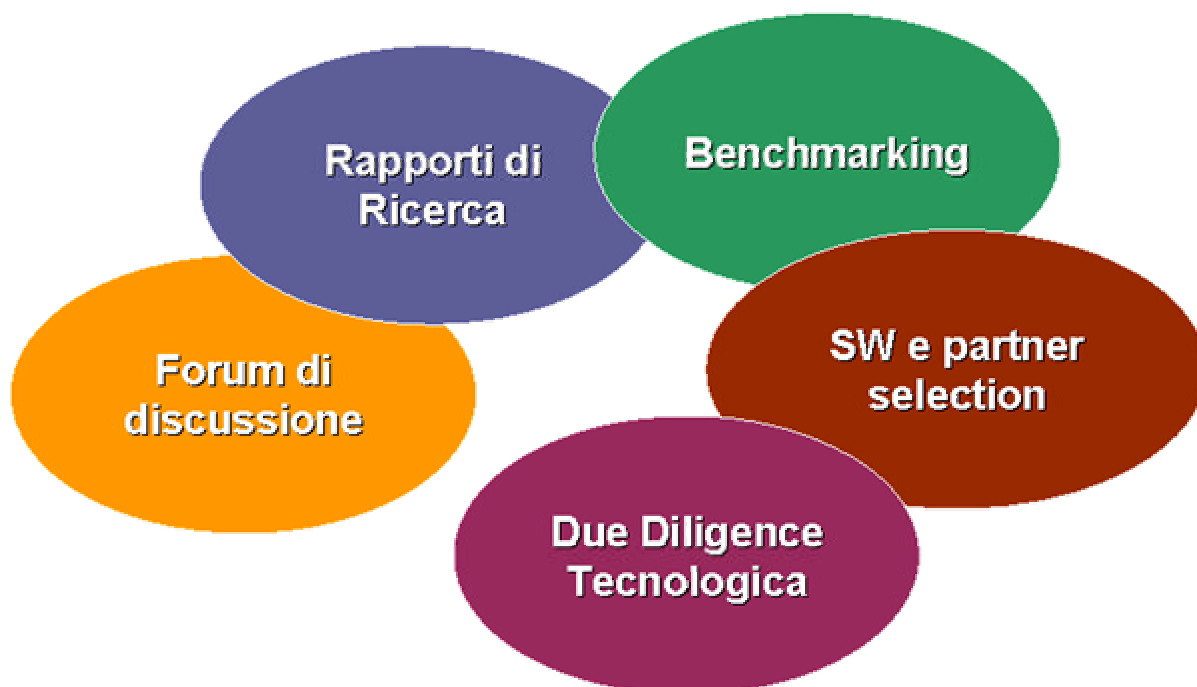 Rapporti di
Ricerca
Benchmarking
Forum di
discussione
SW e partner
selection
Due Diligence
Tecnologica